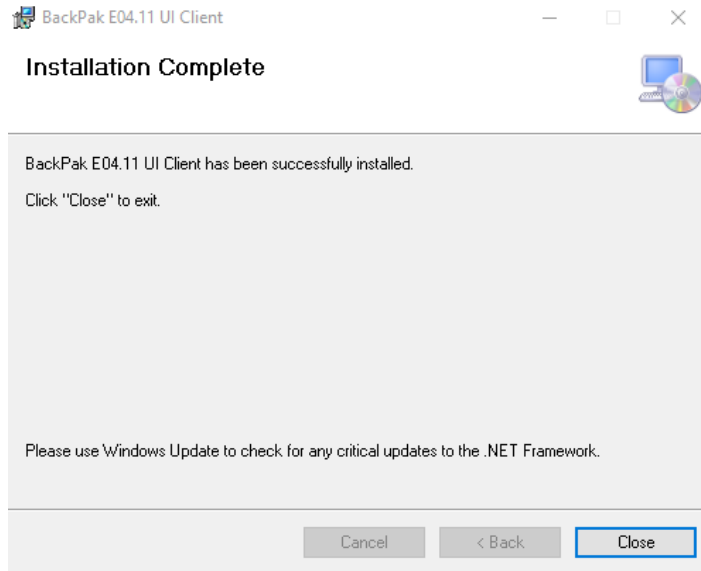 BackPak E04.11 UI Client
Installation Complete
BackPak E04.11 UI Client has been successfully installed.
Click "Close" to exit.
Please use Windows Update to check for any critical updates to the .NET Framework.
Cancel < Back Close